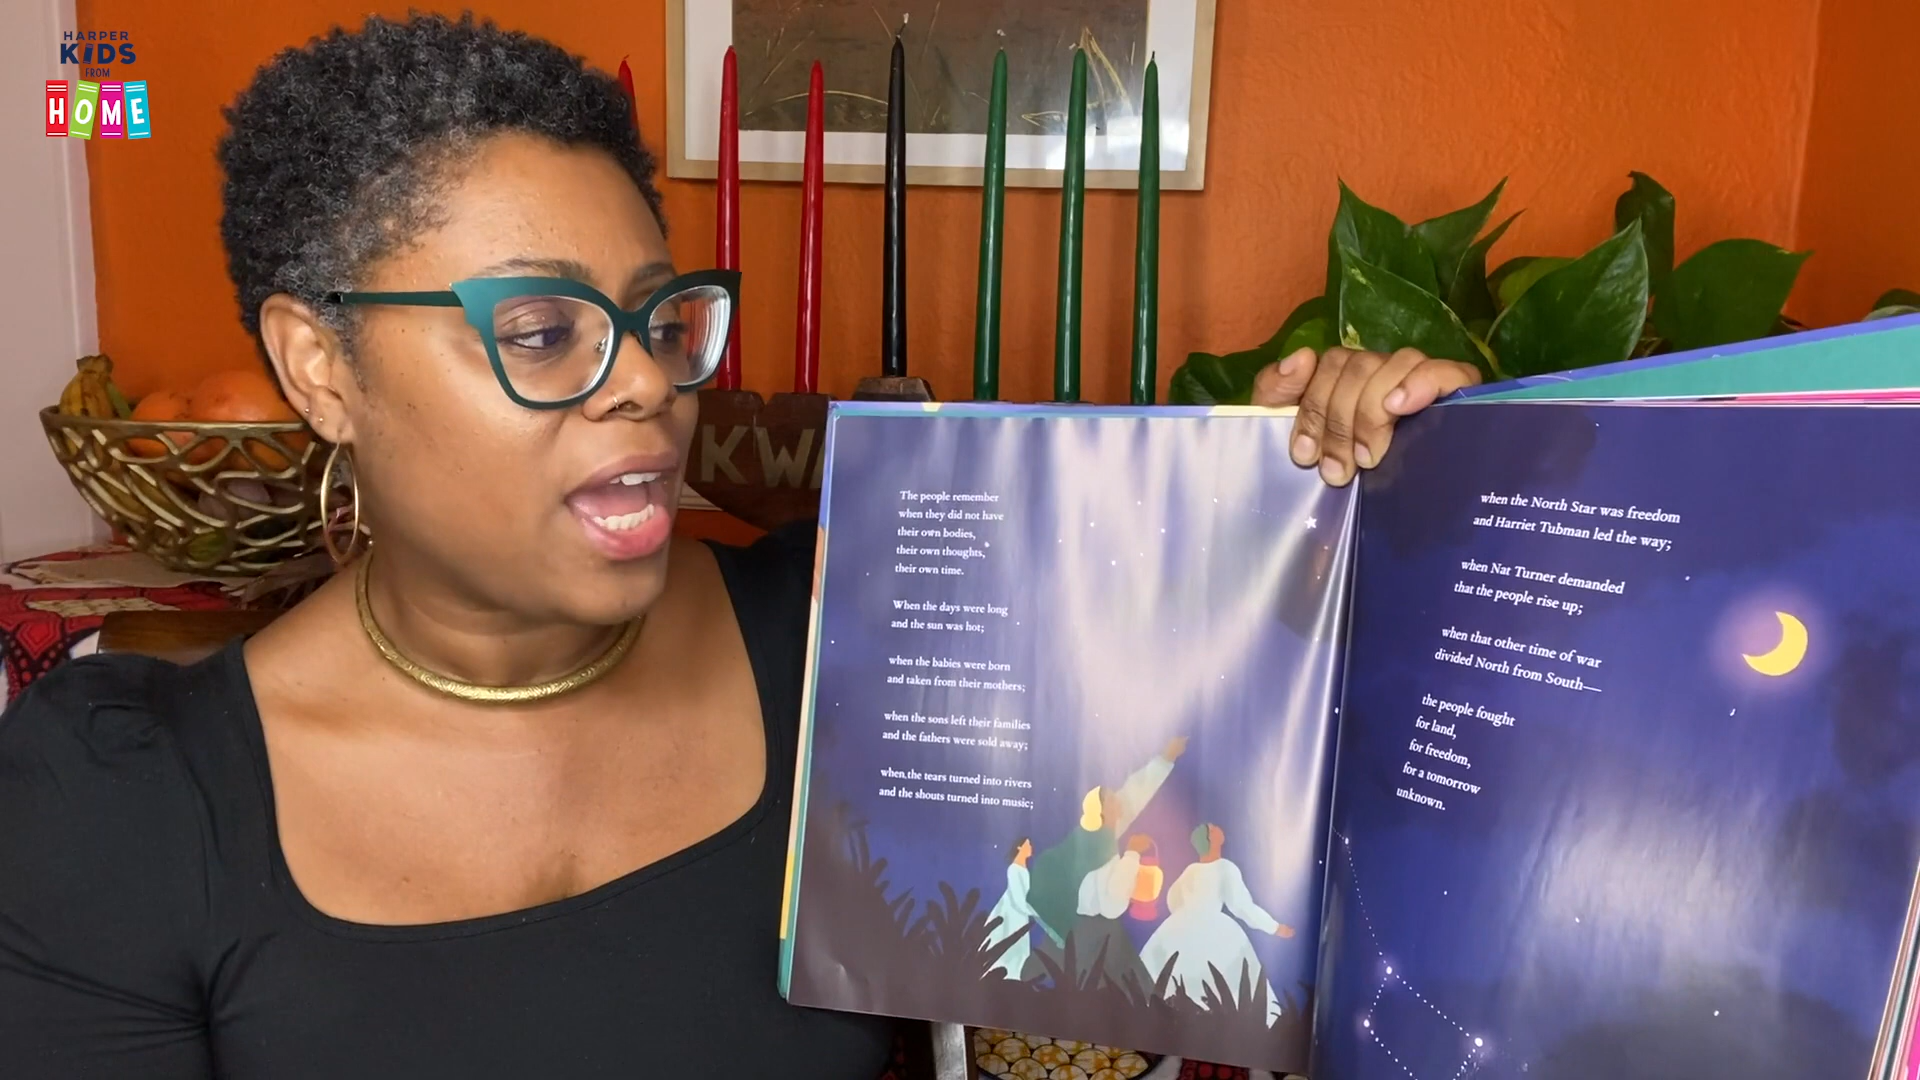 HARPER
KIDS
FROM
HOME
KWA
The people remember
when they did not have
their own bodies,
their own thoughts,
their own time.
When the days were long
and the sun was hot;
when the babies were born
and taken from their mothers;
when the sons left their families
and the fathers were sold away;
when the tears turned into rivers
and the shouts turned into music;
when the North Star was freedom
and Harriet Tubman led the way;
when Nat Turner demanded
that the people rise up;
when that other time of war
divided North from South—
the people fought
for land,
for freedom,
for a tomorrow
unknown.